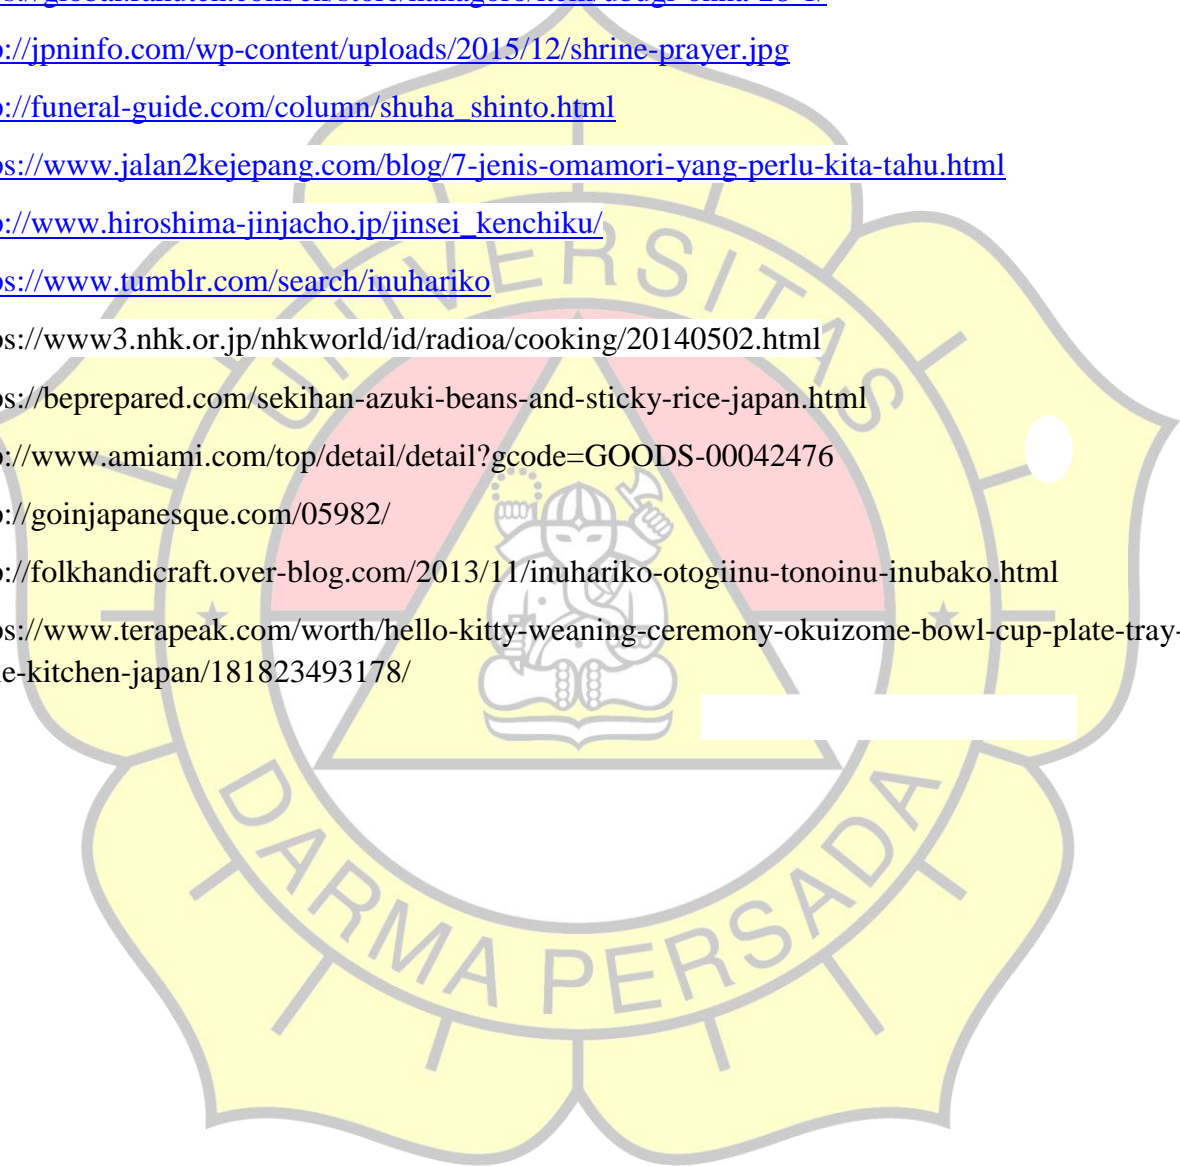 p://jpninfo.com/wp-content/uploads/2015/12/shrine-prayer.jpg
p://funeral-guide.com/column/shuha_shinto.html
ps://www.jalan2kejepang.com/blog/7-jenis-omamori-yang-perlu-kita-tahu.html
p://www.hiroshima-jinjacho.jp/jinsei_kenchiku/
ps://www.tumblr.com/search/inuhariko
ps://www3.nhk.or.jp/nhkworld/id/radioa/cooking/20140502.html
ps://beprepared.com/sekihan-azuki-beans-and-sticky-rice-japan.html
p://www.amiami.com/top/detail/detail?gcode=GOODS-00042476
p://goinjapanesque.com/05982/
p://folkhandicraft.over-blog.com/2013/11/inuhariko-otogiinu-tonoinu-inubako.html
ps://www.terapeak.com/worth/hello-kitty-weaning-ceremony-okuizome-bowl-cup-plate-tray-
e-kitchen-japan/181823493178/
UNIVERSITAS
DARMA PERSADA